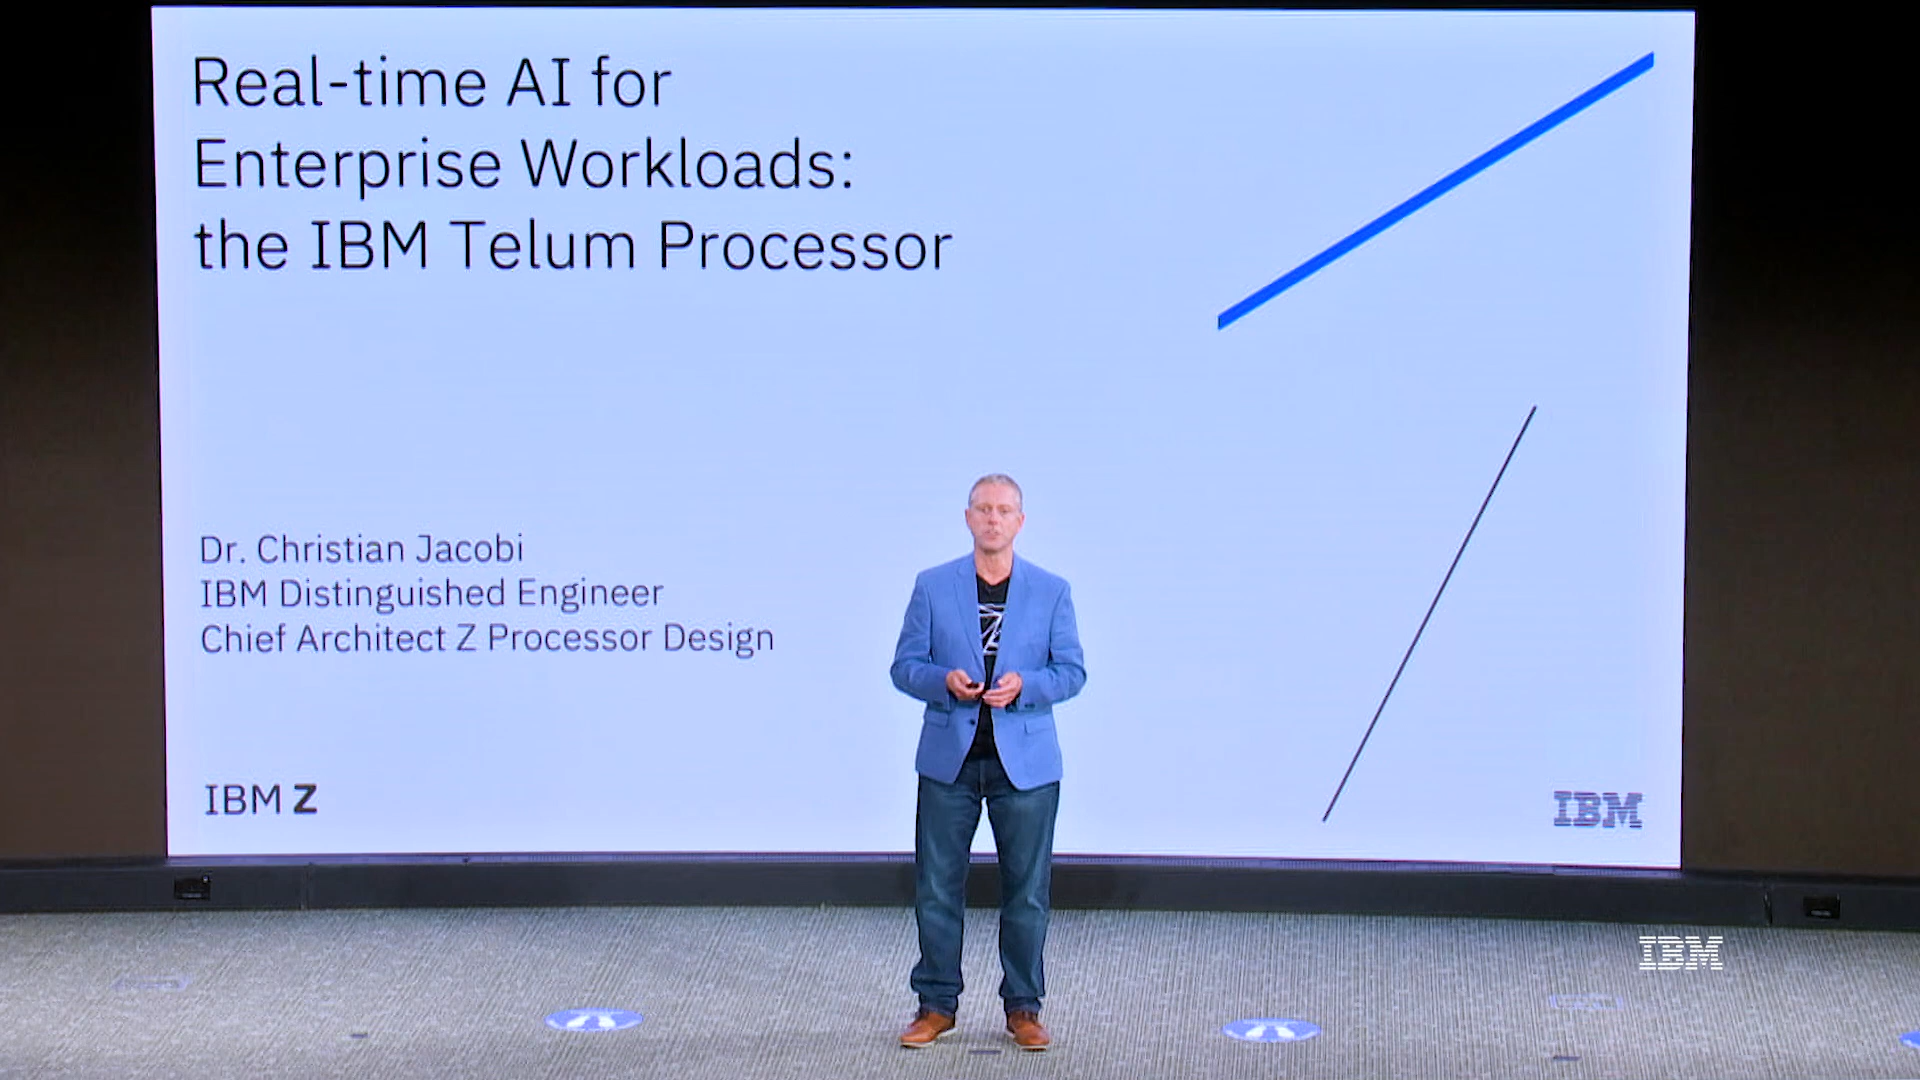 Real-time AI for
Enterprise Workloads:
the IBM Telum Processor
Dr. Christian Jacobi
IBM Distinguished Engineer
Chief Architect Z Processor Design
IBM Z
IBM
Z
IBM